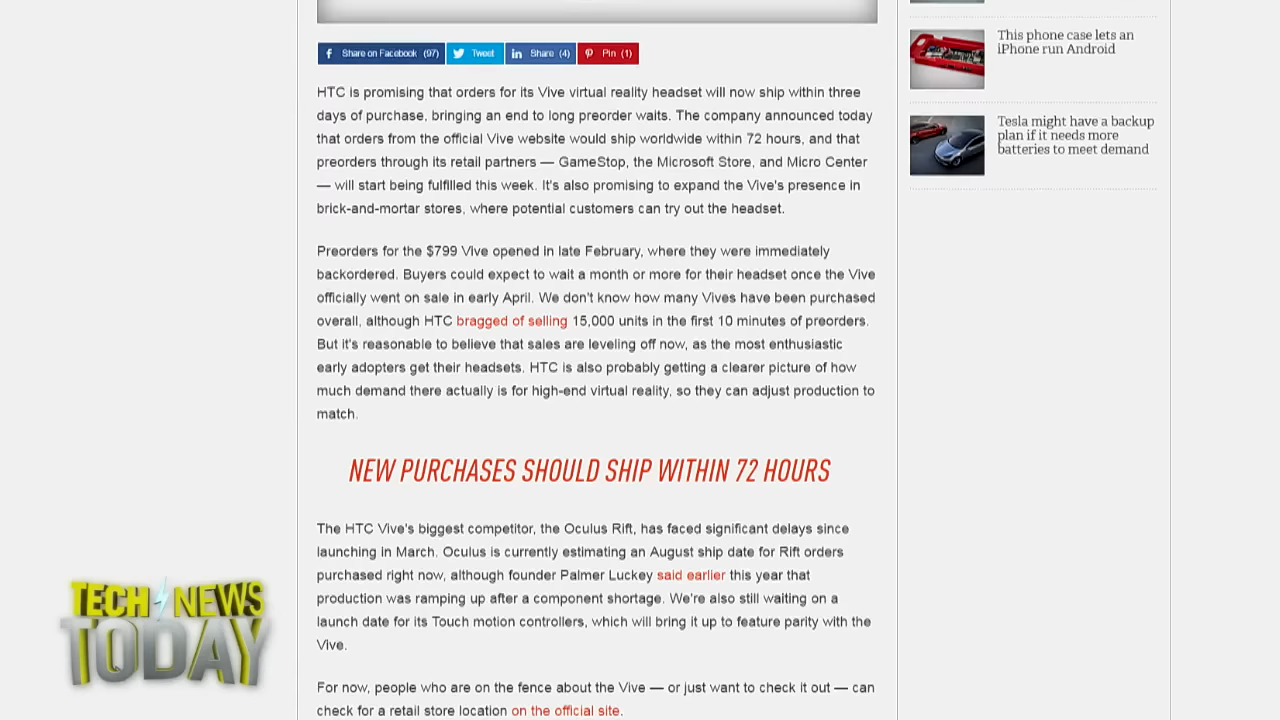 Share on Facebook (97) Tweet Share (4) Pin (1)
HTC is promising that orders for its Vive virtual reality headset will now ship within three
days of purchase, bringing an end to long preorder waits. The company announced today
that orders from the official Vive website would ship worldwide within 72 hours, and that
preorders through its retail partners — GameStop, the Microsoft Store, and Micro Center
— will start being fulfilled this week. It's also promising to expand the Vive's presence in
brick-and-mortar stores, where potential customers can try out the headset.
Preorders for the $799 Vive opened in late February, where they were immediately
backordered. Buyers could expect to wait a month or more for their headset once the Vive
officially went on sale in early April. We don't know how many Vives have been purchased
overall, although HTC bragged of selling 15,000 units in the first 10 minutes of preorders.
But it's reasonable to believe that sales are leveling off now, as the most enthusiastic
early adopters get their headsets. HTC is also probably getting a clearer picture of how
much demand there actually is for high-end virtual reality, so they can adjust production to
match.
NEW PURCHASES SHOULD SHIP WITHIN 72 HOURS
The HTC Vive's biggest competitor, the Oculus Rift, has faced significant delays since
launching in March. Oculus is currently estimating an August ship date for Rift orders
purchased right now, although founder Palmer Luckey said earlier this year that
production was ramping up after a component shortage. We're also still waiting on a
launch date for its Touch motion controllers, which will bring it up to feature parity with the
Vive.
For now, people who are on the fence about the Vive — or just want to check it out — can
check for a retail store location on the official site.
This phone case lets an
iPhone run Android
Tesla might have a backup
plan if it needs more
batteries to meet demand
TECH NEWS
TODAY